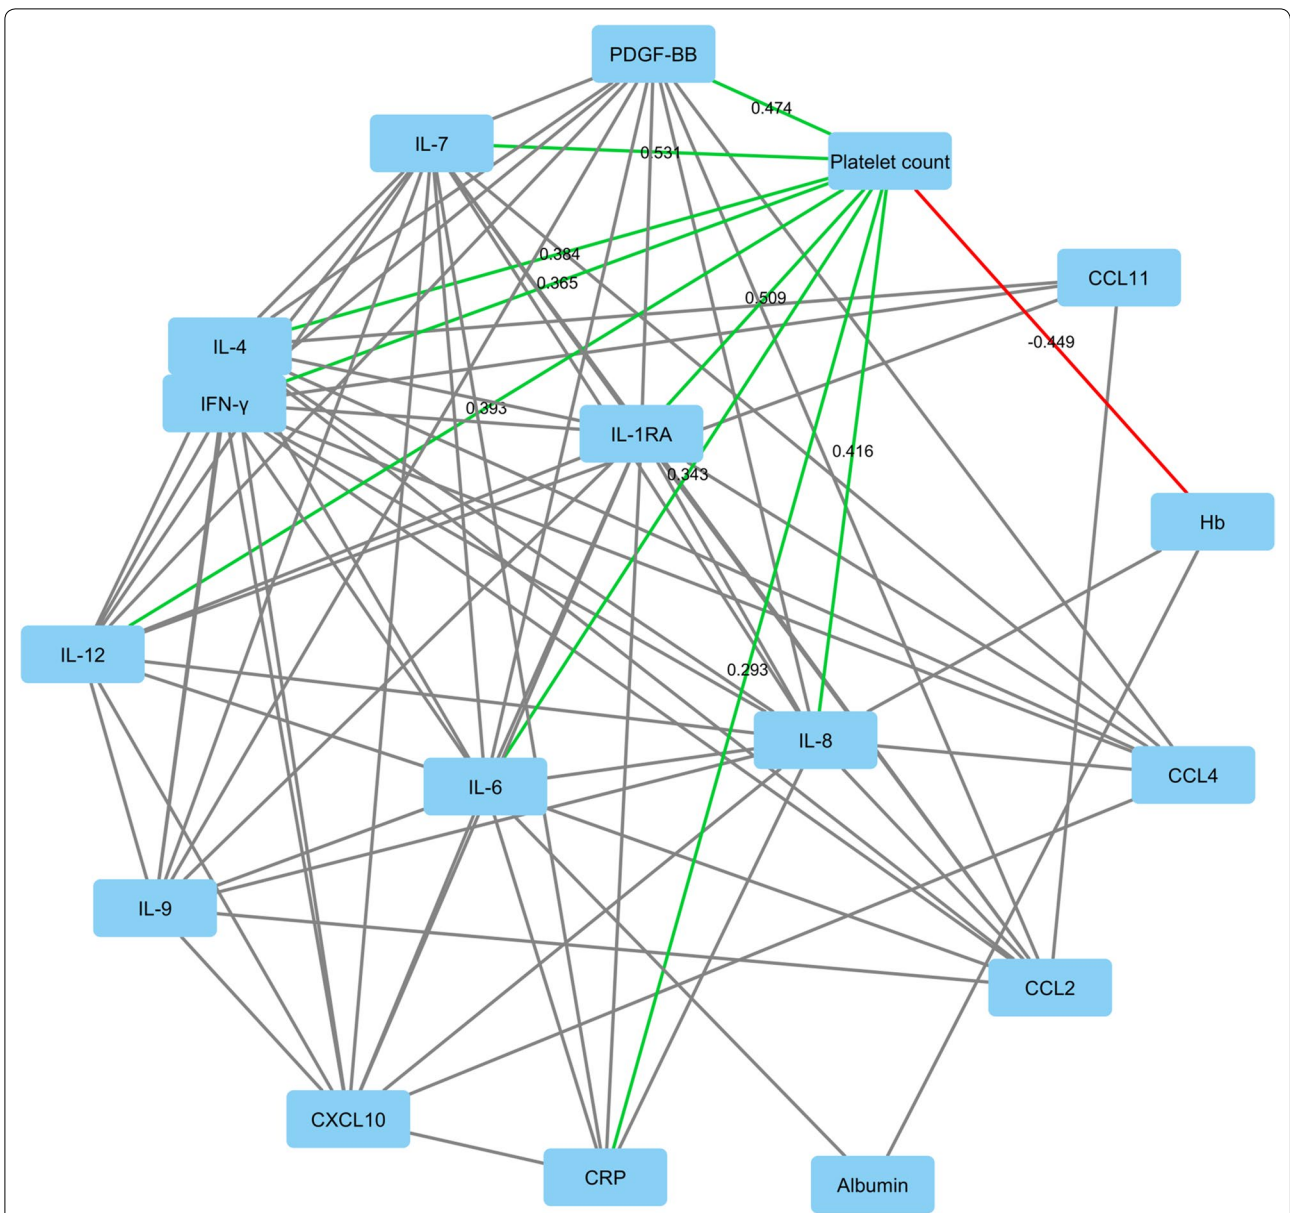 PDGF-BB
0.474
IL-7
0.531
Platelet count
0.384
CCL11
0.365
0.509
-0.449
IL-4
IFN-γ
0.393
IL-1RA
0.416
0.343
Hb
IL-12
0.293
IL-8
CCL4
IL-6
IL-9
CCL2
CXCL10
CRP
Albumin